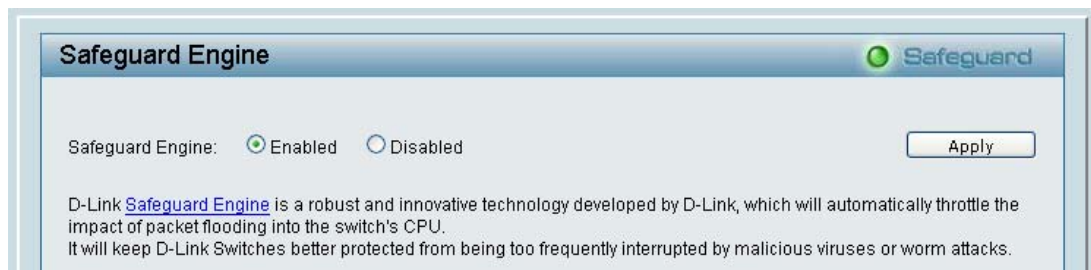 Safeguard Engine
Safeguard
Safeguard Engine: Enabled Disabled Apply
D-Link Safeguard Engine is a robust and innovative technology developed by D-Link, which will automatically throttle the
impact of packet flooding into the switch's CPU.
It will keep D-Link Switches better protected from being too frequently interrupted by malicious viruses or worm attacks.